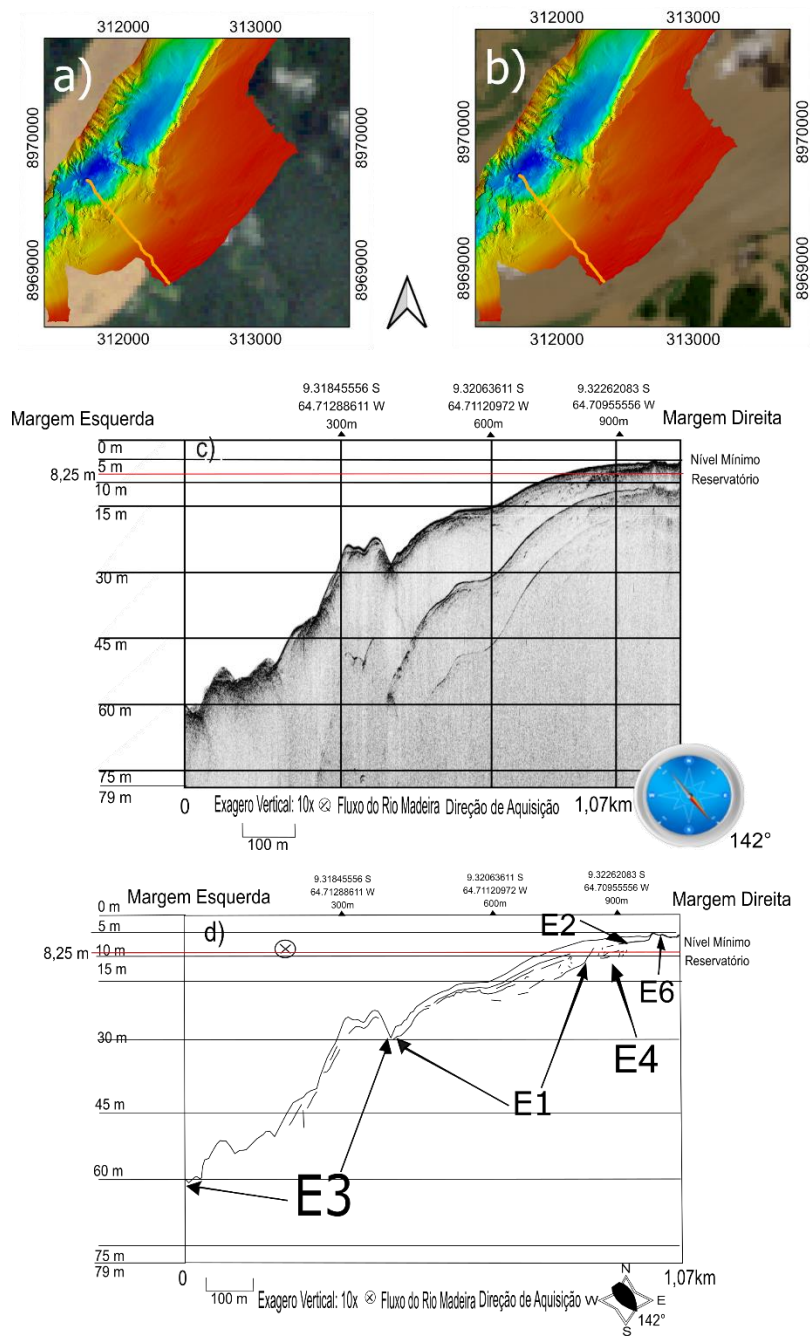 312000 313000
312000 313000
a)
b)
8970000 8970000
8970000 8970000
8969000 8969000
8969000 8969000
312000 313000
312000 313000
9.31845556 S 9.32063611 S 9.32262083 S
64.71288611 W 64.71120972 W 64.70955556 W
Margem Esquerda 300m 600m 900m Margem Direita
0 m
c)
5 m Nível Mínimo
8,25 m
10 m Reservatório
15 m
30 m
45 m
60 m
75 m
79 m
0 Exagero Vertical: 10x Fluxo do Rio Madeira Direção de Aquisição 1,07km
142°
100 m
9.31845556 S 9.32063611 S 9.32262083 S
64.71288611 W 64.71120972 W 64.70955556 W
Margem Esquerda 300m 600m 900m Margem Direita
0 m
d)
5 m E2
Nível Mínimo
8,25 m 10 m
Reservatório
15 m
E6
E4
30 m
E1
45 m
60 m
E3
75 m
79 m
0 1,07km
N
100 m Exagero Vertical: 10x Fluxo do Rio Madeira Direção de Aquisição W E
142°
S